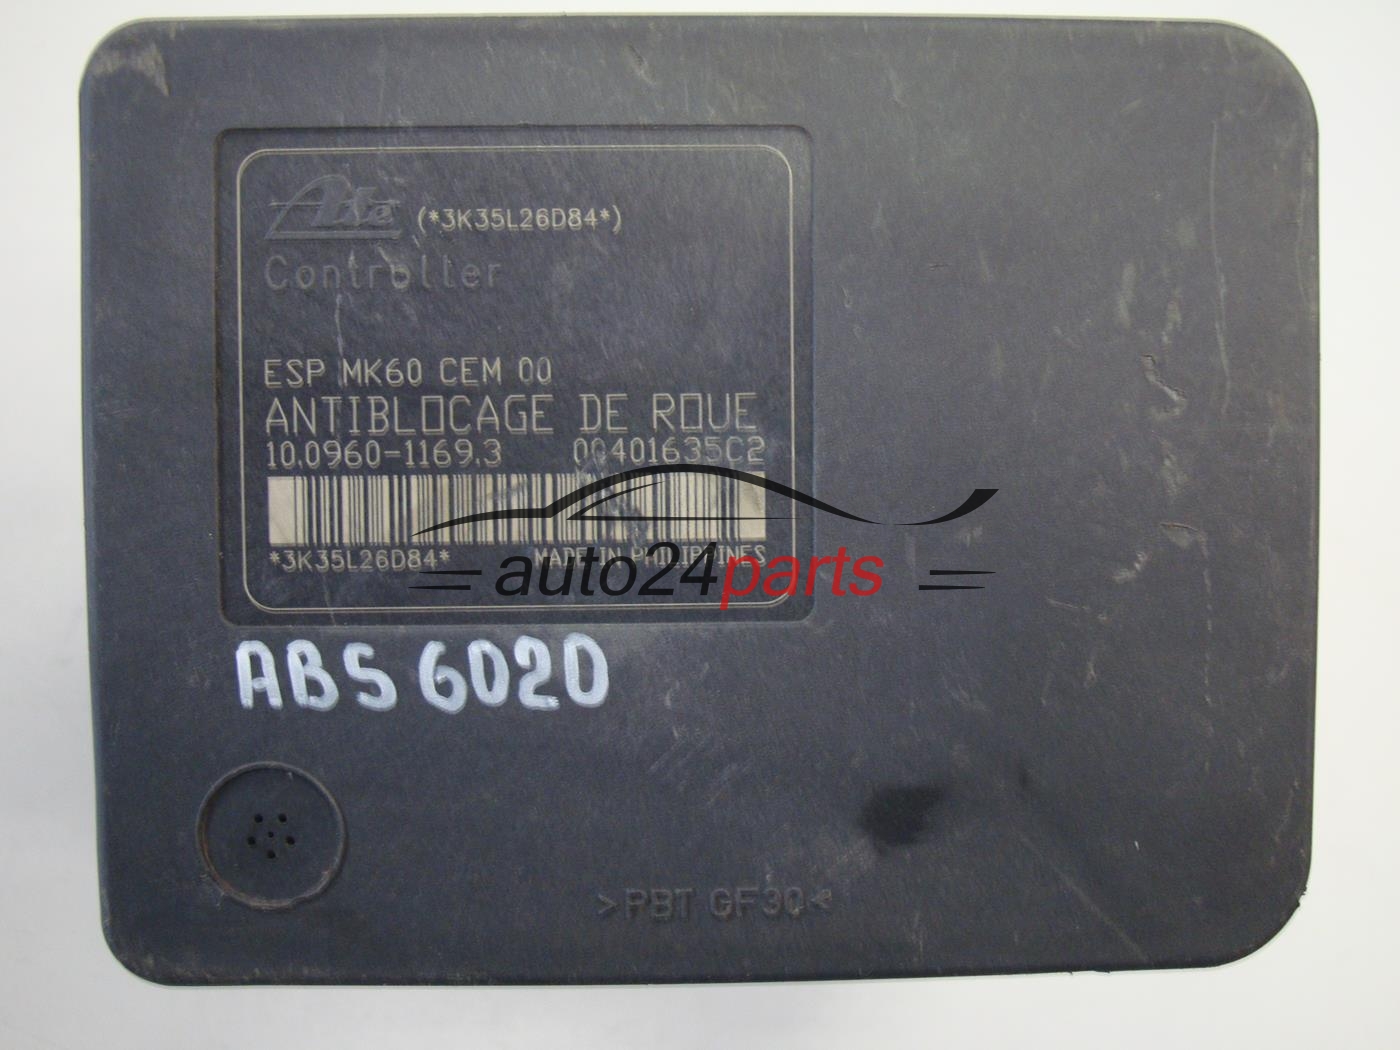 Ate (*3K35L26D84*)
Controller
ESP MK60 CEM 00
ANTIBLOCAGE DE ROUE
10.0960-1169.3 00401635C2
*3K35L26D84* MADE IN PHILIPPINES
auto24parts
ABS 6020
>PBT GF30<